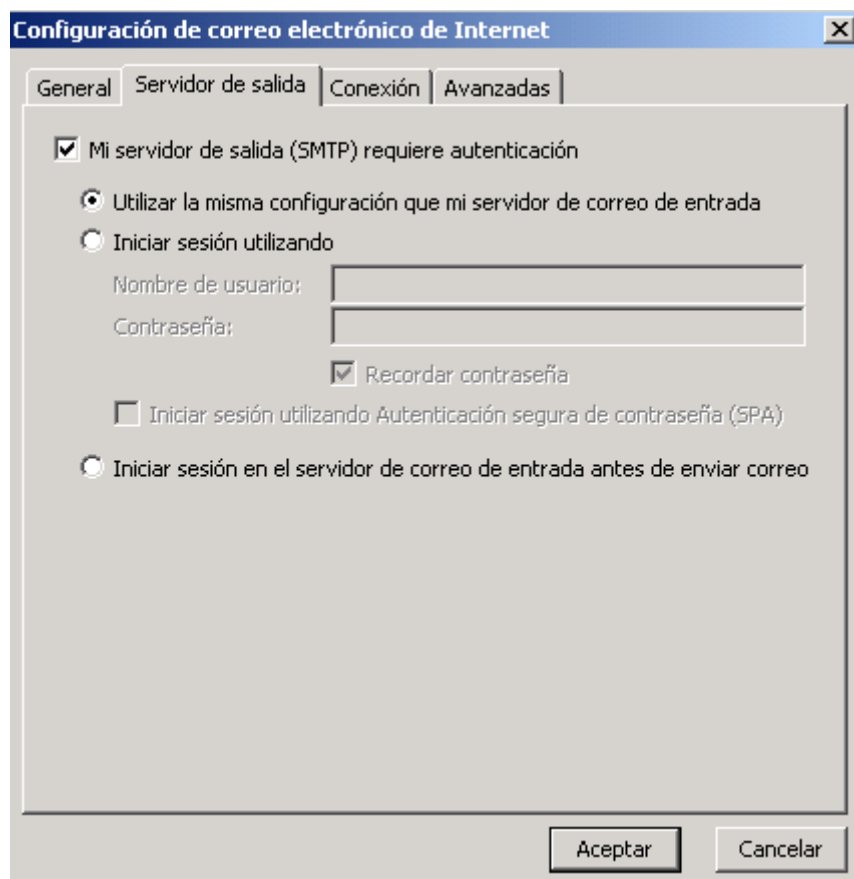 Configuración de correo electrónico de Internet
General Servidor de salida Conexión Avanzadas
Mi servidor de salida (SMTP) requiere autenticación
Utilizar la misma configuración que mi servidor de correo de entrada
Iniciar sesión utilizando
Nombre de usuario:
Contraseña:
Recordar contraseña
Iniciar sesión utilizando Autenticación segura de contraseña (SPA)
Iniciar sesión en el servidor de correo de entrada antes de enviar correo
Aceptar Cancelar